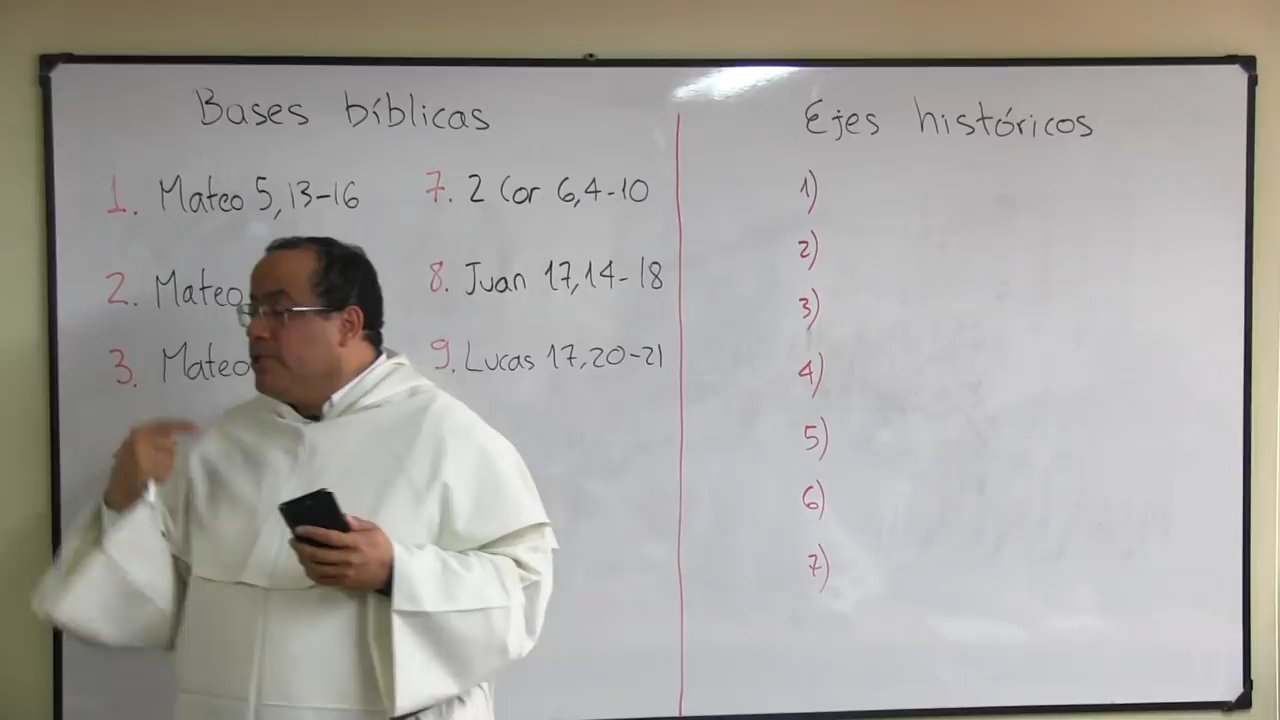 Bases bíblicas
1. Mateo 5,13-16
2. Mateo
3. Mateo
7. 2 Cor 6,4-10
8. Juan 17,14-18
9. Lucas 17,20-21
Ejes históricos
1)
2)
3)
4)
5)
6)
7)